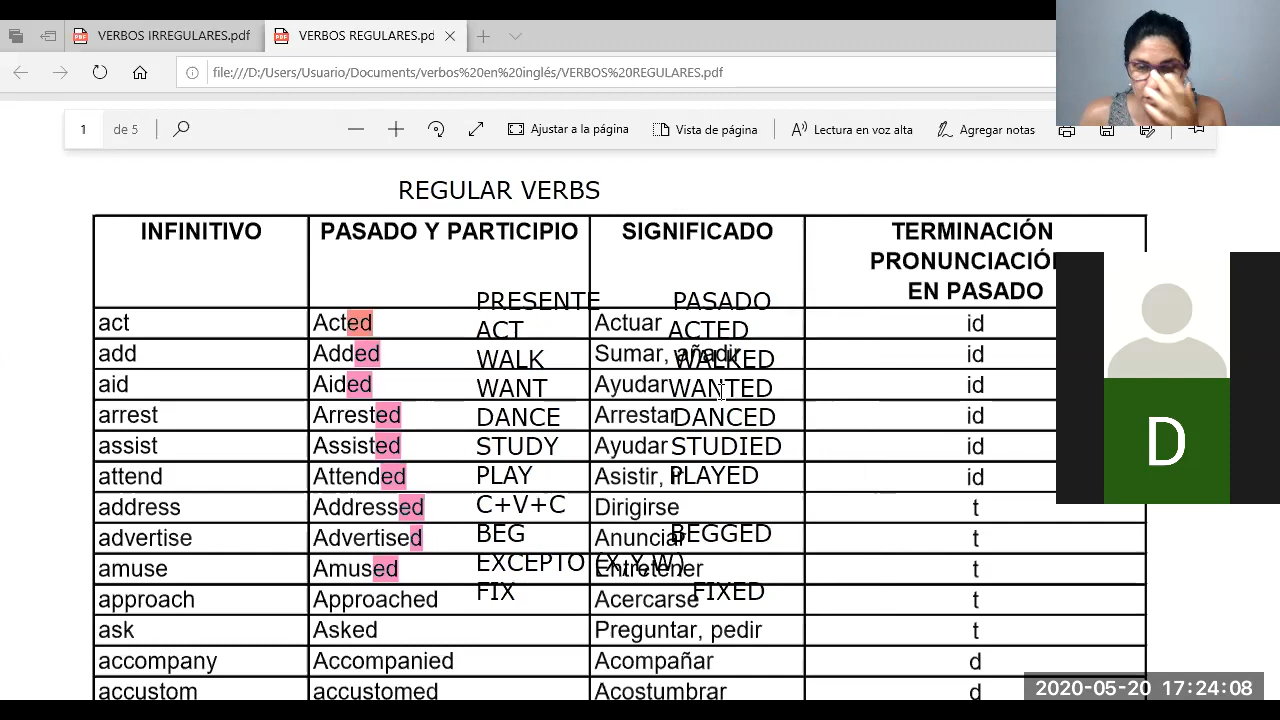 VERBOS IRREGULARES.pdf VERBOS REGULARES.pd
file:///D:/Users/Usuario/Documents/verbos%20en%20inglés/VERBOS%20REGULARES.pdf
1 de 5 Ajustar a la página Vista de página Lectura en voz alta Agregar notas
REGULAR VERBS
INFINITIVO PASADO Y PARTICIPIO SIGNIFICADO TERMINACIÓN
PRONUNCIACIÓN
EN PASADO
PRESENTE PASADO
act Acted Actuar id
ACT ACTED
add Added Sumar, añadir id
WALK WALKED
aid Aided Ayudar id
WANT WANTED
arrest Arrested Arrestar id
DANCE DANCED
assist Assisted Ayudar id
STUDY STUDIED
attend Attended Asistir, ir id
PLAY PLAYED
address Addressed Dirigirse t
C+V+C
advertise Advertised Anunciar t
BEG BEGGED
amuse Amused Entretener t
EXCEPTO (X,Y,W)
approach Approached Acercarse t
FIX FIXED
ask Asked Preguntar, pedir t
accompany Accompanied Acompañar d
accustom accustomed Acostumbrar d
D
2020-05-20 17:24:08